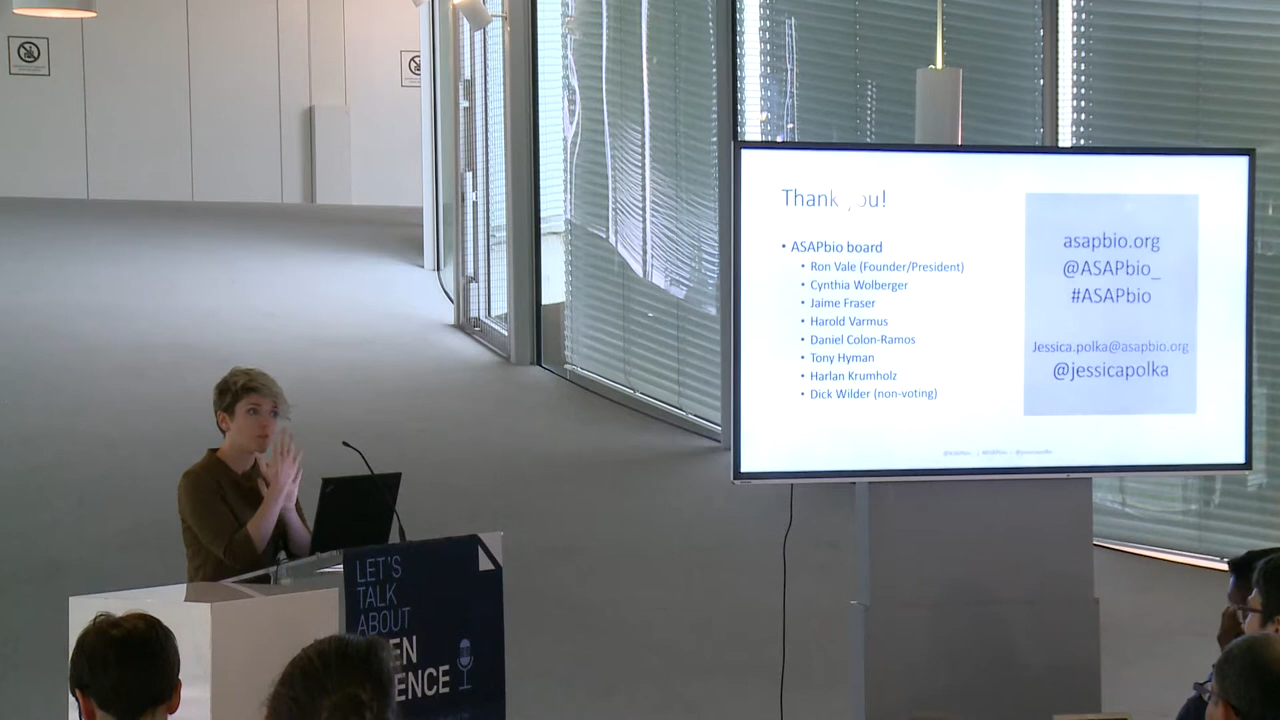 Thank you!
• ASAPbio board
• Ron Vale (Founder/President)
• Cynthia Wolberger
• Jaime Fraser
• Harold Varmus
• Daniel Colon-Ramos
• Tony Hyman
• Harlan Krumholz
• Dick Wilder (non-voting)
asapbio.org
@ASAPbio_
#ASAPbio
Jessica.polka@asapbio.org
@jessicapolka
LET'S
TALK
ABOUT
EN
ENCE